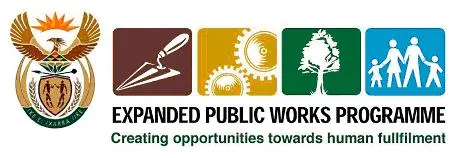 EXPANDED PUBLIC WORKS PROGRAMME
Creating opportunities towards human fullfilment